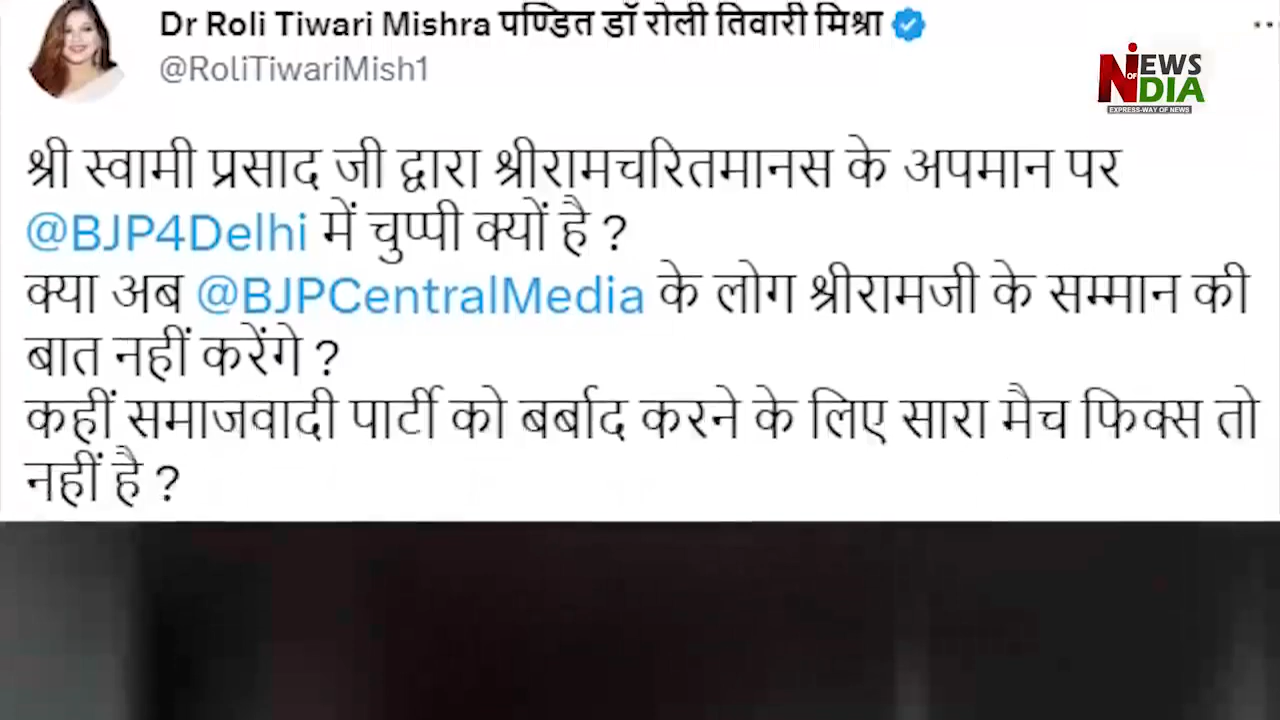 Dr Roli Tiwari Mishra पण्डित डॉ रोली तिवारी मिश्रा
@RoliTiwariMish1
NEWS OF INDIA
EXPRESS-WAY OF NEWS
श्री स्वामी प्रसाद जी द्वारा श्रीरामचरितमानस के अपमान पर
@BJP4Delhi में चुप्पी क्यों है ?
क्या अब @BJPCentralMedia के लोग श्रीरामजी के सम्मान की
बात नहीं करेंगे ?
कहीं समाजवादी पार्टी को बर्बाद करने के लिए सारा मैच फिक्स तो
नहीं है ?